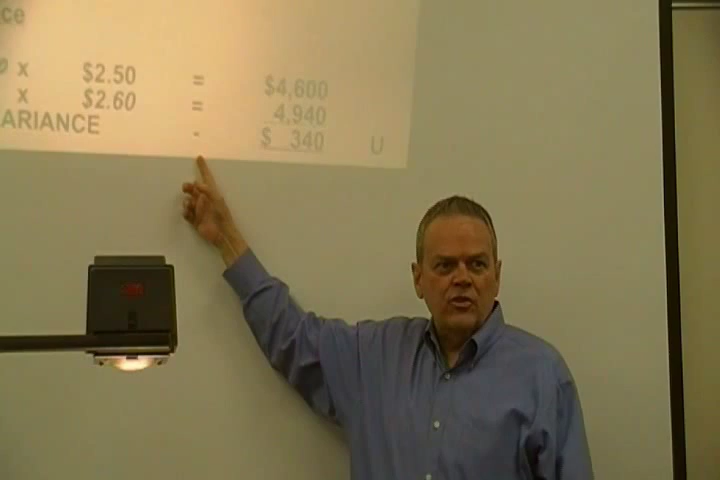 ce
x $2.50 = $4,600
x $2.60 = 4,940
ARIANCE - $ 340 U